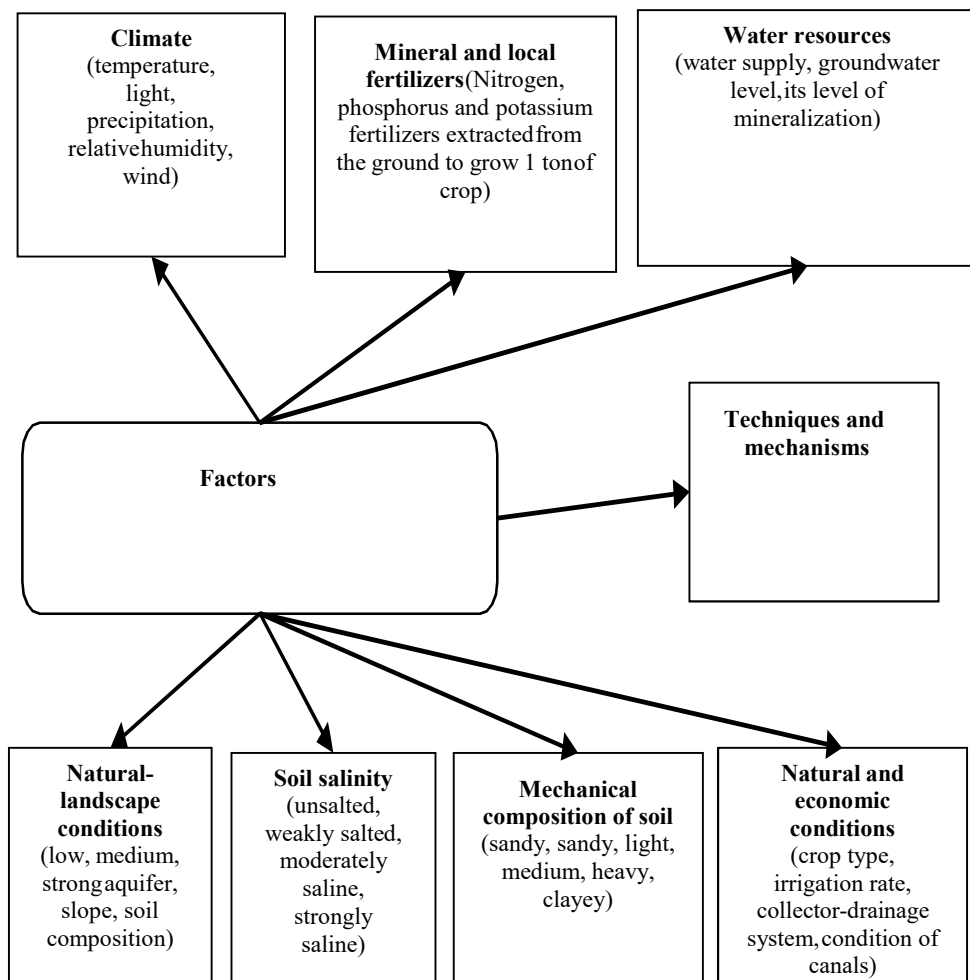 Climate
(temperature,
light,
precipitation,
relativehumidity,
wind)
Mineral and local
fertilizers(Nitrogen,
phosphorus and potassium
fertilizers extractedfrom
the ground to grow 1 tonof
crop)
Water resources
(water supply, groundwater
level,its level of
mineralization)
Factors
Techniques and
mechanisms
Natural-
landscape
conditions
(low, medium,
strongaquifer,
slope, soil
composition)
Soil salinity
(unsalted,
weakly salted,
moderately
saline,
strongly
saline)
Mechanical
composition of soil
(sandy, sandy, light,
medium, heavy,
clayey)
Natural and
economic
conditions
(crop type,
irrigation rate,
collector-drainage
system,condition of
canals)